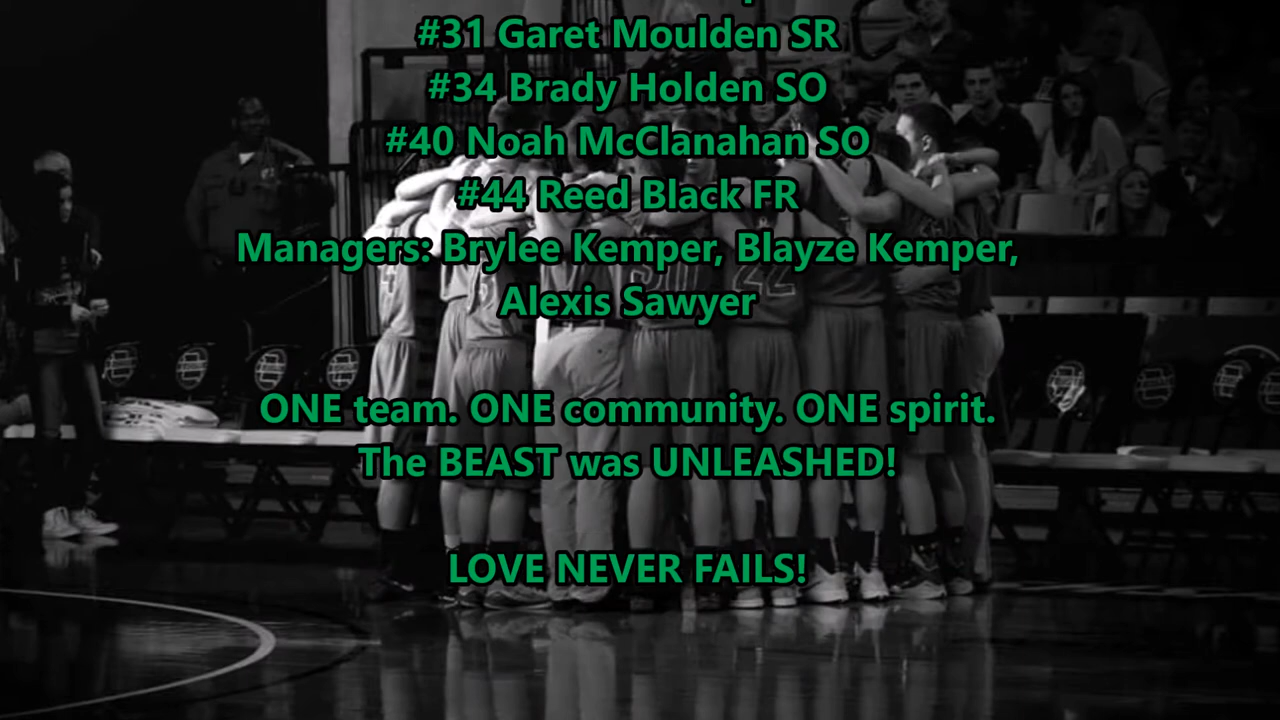 #31 Garet Moulden SR
#34 Brady Holden SO
#40 Noah McClanahan SO
#44 Reed Black FR
Managers: Brylee Kemper, Blayze Kemper,
Alexis Sawyer
ONE team. ONE community. ONE spirit.
The BEAST was UNLEASHED!
LOVE NEVER FAILS!